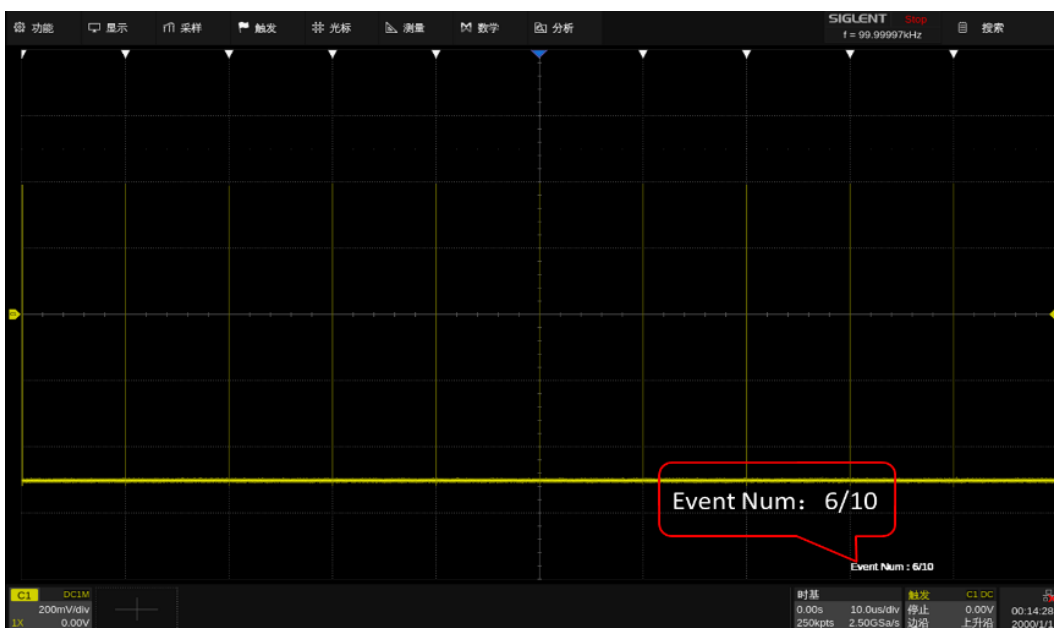 功能 显示 采样 触发 光标 测量 数学 分析 SIGLENT Stop 搜索
f = 99.99997kHz
Event Num： 6/10
Event Num : 6/10
C1 DC1M 时基 触发 C1 DC
200mV/div 0.00s 10.0us/div 停止 0.00V 00:14:28
1X 0.00V 250kpts 2.50GSa/s 边沿 上升沿 2000/1/1